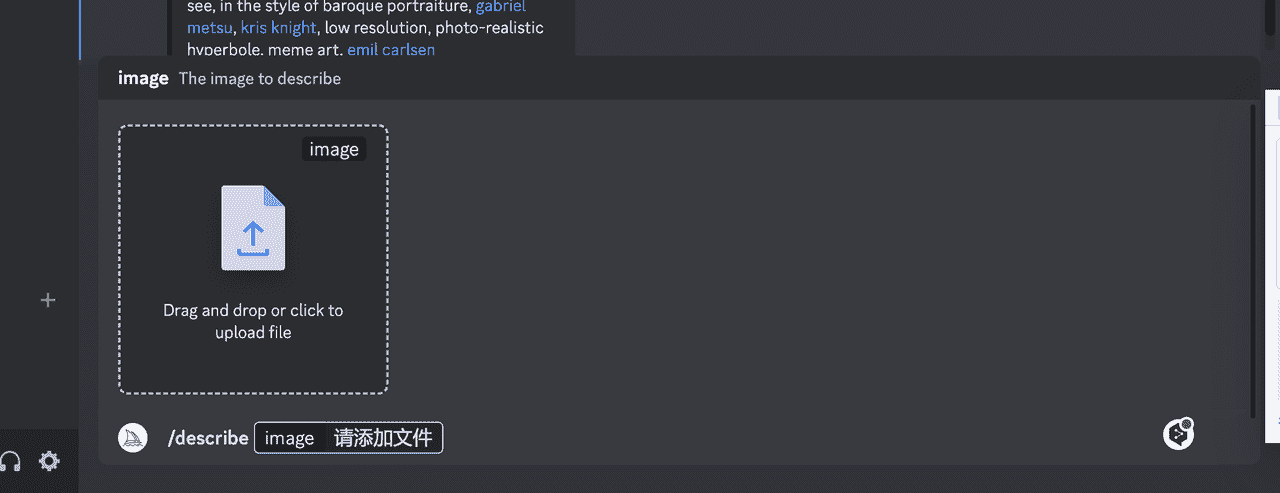 see, in the style of baroque portraiture, gabriel
metsu, kris knight, low resolution, photo-realistic
hyperbole, meme art, emil carlsen
image The image to describe
image
Drag and drop or click to
upload file
/describe image 请添加文件